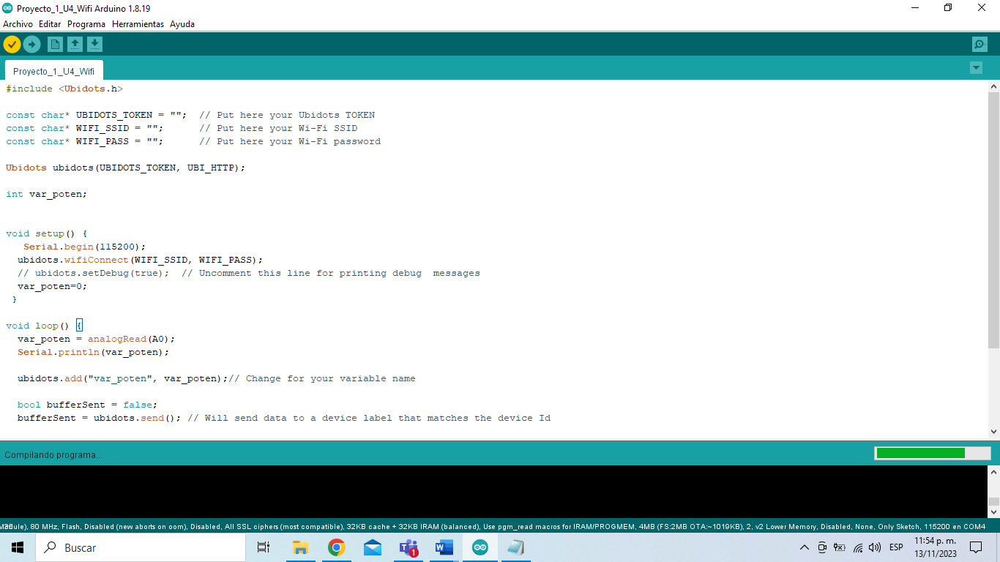 Proyecto_1_U4_Wifi Arduino 1.8.19
Archivo Editar Programa Herramientas Ayuda
Proyecto_1_U4_Wifi
#include <Ubidots.h>
const char* UBIDOTS_TOKEN = "";  // Put here your Ubidots TOKEN
const char* WIFI_SSID = "";      // Put here your Wi-Fi SSID
const char* WIFI_PASS = "";      // Put here your Wi-Fi password
Ubidots ubidots(UBIDOTS_TOKEN, UBI_HTTP);
int var_poten;
void setup() {
   Serial.begin(115200);
  ubidots.wifiConnect(WIFI_SSID, WIFI_PASS);
  // ubidots.setDebug(true);  // Uncomment this line for printing debug  messages
  var_poten=0;
 }
void loop() {
  var_poten = analogRead(A0);
  Serial.println(var_poten);
  ubidots.add("var_poten", var_poten);// Change for your variable name
  bool bufferSent = false;
  bufferSent = ubidots.send(); // Will send data to a device label that matches the device Id
Compilando programa...
Module), 80 MHz, Flash, Disabled (new aborts on oom), Disabled, All SSL ciphers (most compatible), 32KB cache + 32KB IRAM (balanced), Use pgm_read macros for IRAM/PROGMEM, 4MB (FS:2MB OTA:~1019KB), 2, v2 Lower Memory, Disabled, None, Only Sketch, 115200 en COM4
Buscar
1
ESP
11:54 p. m.
13/11/2023